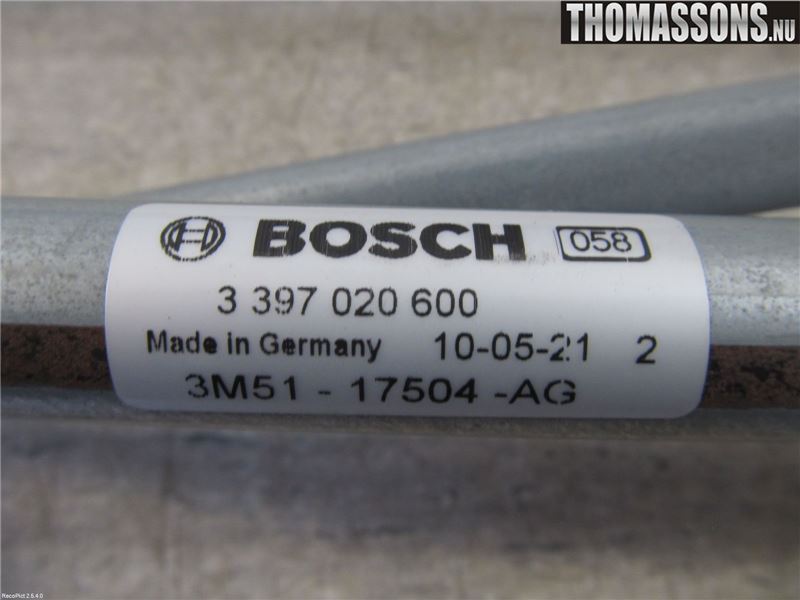 THOMASSONS.NU
BOSCH 058
3 397 020 600
Made in Germany 10-05-21 2
3M51 - 17504 -AG
RecoPict 2.6.4.0